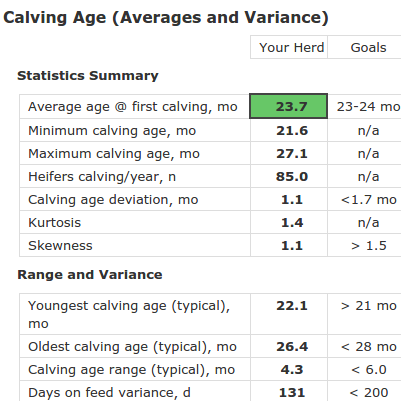 Calving Age (Averages and Variance)
Your Herd Goals
Statistics Summary
Average age @ first calving, mo 23.7 23-24 mo
Minimum calving age, mo 21.6 n/a
Maximum calving age, mo 27.1 n/a
Heifers calving/year, n 85.0 n/a
Calving age deviation, mo 1.1 <1.7 mo
Kurtosis 1.4 n/a
Skewness 1.1 > 1.5
Range and Variance
Youngest calving age (typical), 22.1 > 21 mo
mo
Oldest calving age (typical), mo 26.4 < 28 mo
Calving age range (typical), mo 4.3 < 6.0
Days on feed variance, d 131 < 200